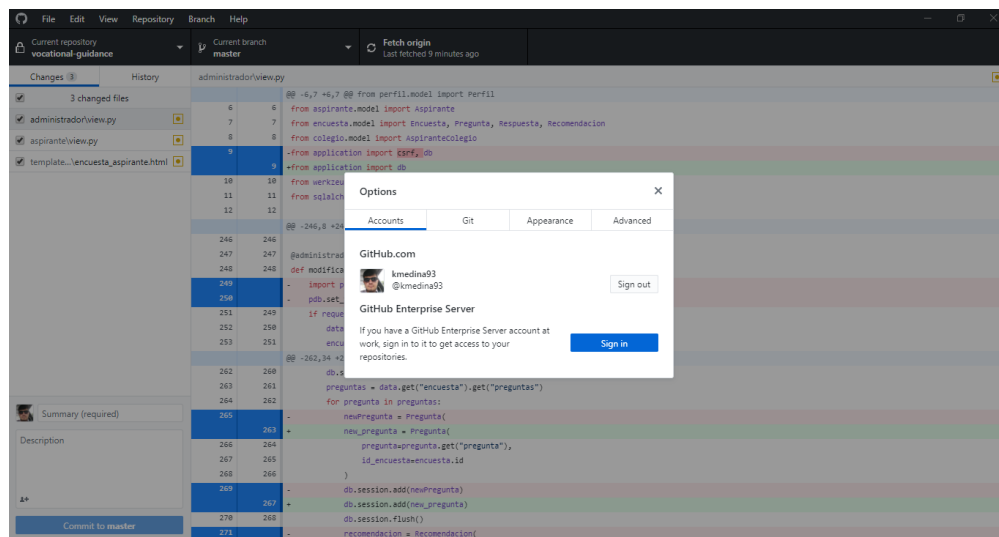 File Edit View Repository Branch Help
Current repository
vocational-guidance
Current branch
master
Fetch origin
Last fetched 9 minutes ago
Changes 3 History
administrador\view.py
3 changed files
administrador\view.py
aspirante\view.py
template...\encuesta_aspirante.html
@@ -6,7 +6,7 @@ from perfil.model import Perfil
6 6 from aspirante.model import Aspirante
7 7 from encuesta.model import Encuesta, Pregunta, Respuesta, Recomendacion
8 8 from colegio.model import AspiranteColegio
9 -from application import csrf, db
9 +from application import db
10 10 from werkzeu
11 11 from sqlalch
12 12
@@ -246,8 +24
246 246
247 247 @administrad
248 248 def modifica
249 - import p
250 - pdb.set_
251 249 if reque
252 250 data
253 251 encu
@@ -262,34 +2
262 260 db.s
263 261 preguntas = data.get("encuesta").get("preguntas")
264 262 for pregunta in preguntas:
265 - newPregunta = Pregunta(
263 + new_pregunta = Pregunta(
266 264 pregunta=pregunta.get("pregunta"),
267 265 id_encuesta=encuesta.id
268 266 )
269 - db.session.add(newPregunta)
267 + db.session.add(new_pregunta)
270 268 db.session.flush()
271 - recomendacion = Recomendacion(
Options
Accounts Git Appearance Advanced
GitHub.com
kmedina93
@kmedina93
Sign out
GitHub Enterprise Server
If you have a GitHub Enterprise Server account at
work, sign in to it to get access to your
repositories.
Sign in
Summary (required)
Description
Commit to master